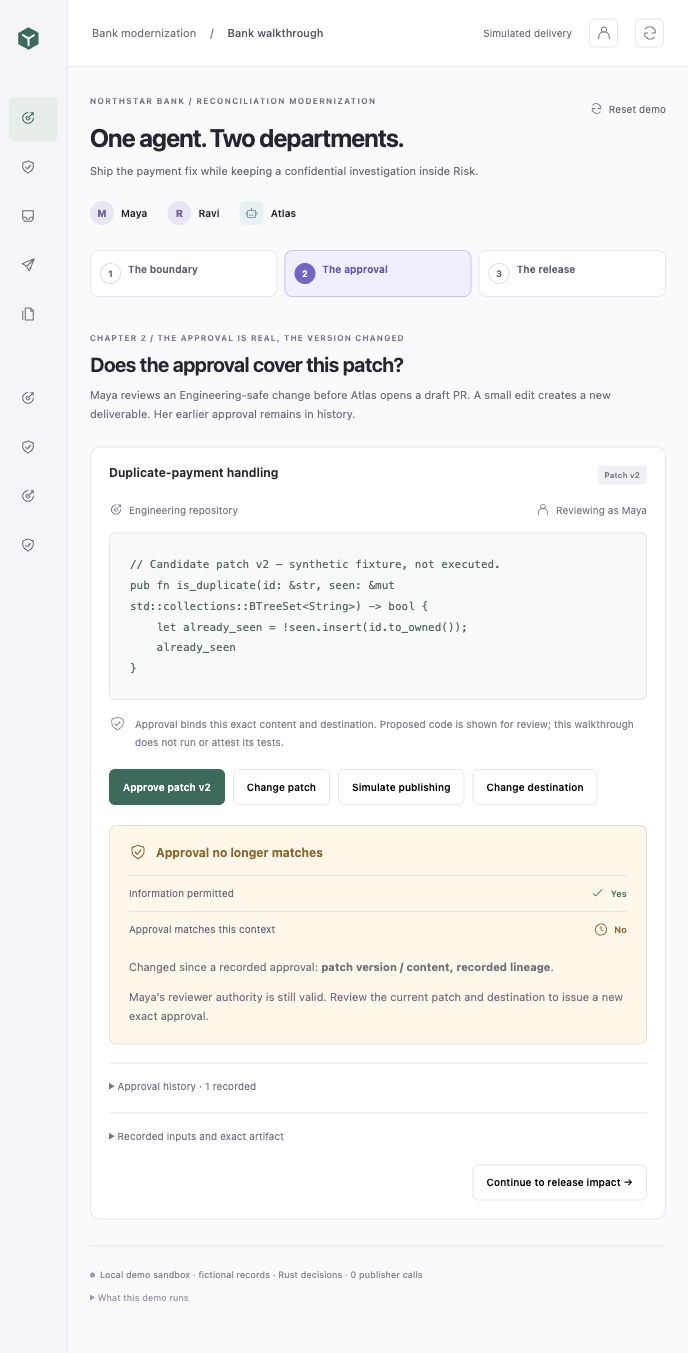 Bank modernization / Bank walkthrough
Simulated delivery
NORTHSTAR BANK / RECONCILIATION MODERNIZATION
Reset demo
One agent. Two departments.
Ship the payment fix while keeping a confidential investigation inside Risk.
M Maya R Ravi Atlas
1 The boundary
2 The approval
3 The release
CHAPTER 2 / THE APPROVAL IS REAL, THE VERSION CHANGED
Does the approval cover this patch?
Maya reviews an Engineering-safe change before Atlas opens a draft PR. A small edit creates a new
deliverable. Her earlier approval remains in history.
Duplicate-payment handling
Patch v2
Engineering repository
Reviewing as Maya
// Candidate patch v2 — synthetic fixture, not executed.
pub fn is_duplicate(id: &str, seen: &mut
std::collections::BTreeSet<String>) -> bool {
    let already_seen = !seen.insert(id.to_owned());
    already_seen
}
Approval binds this exact content and destination. Proposed code is shown for review; this walkthrough
does not run or attest its tests.
Approve patch v2
Change patch
Simulate publishing
Change destination
Approval no longer matches
Information permitted
Yes
Approval matches this context
No
Changed since a recorded approval: patch version / content, recorded lineage.
Maya's reviewer authority is still valid. Review the current patch and destination to issue a new
exact approval.
Approval history · 1 recorded
Recorded inputs and exact artifact
Continue to release impact →
Local demo sandbox · fictional records · Rust decisions · 0 publisher calls
What this demo runs